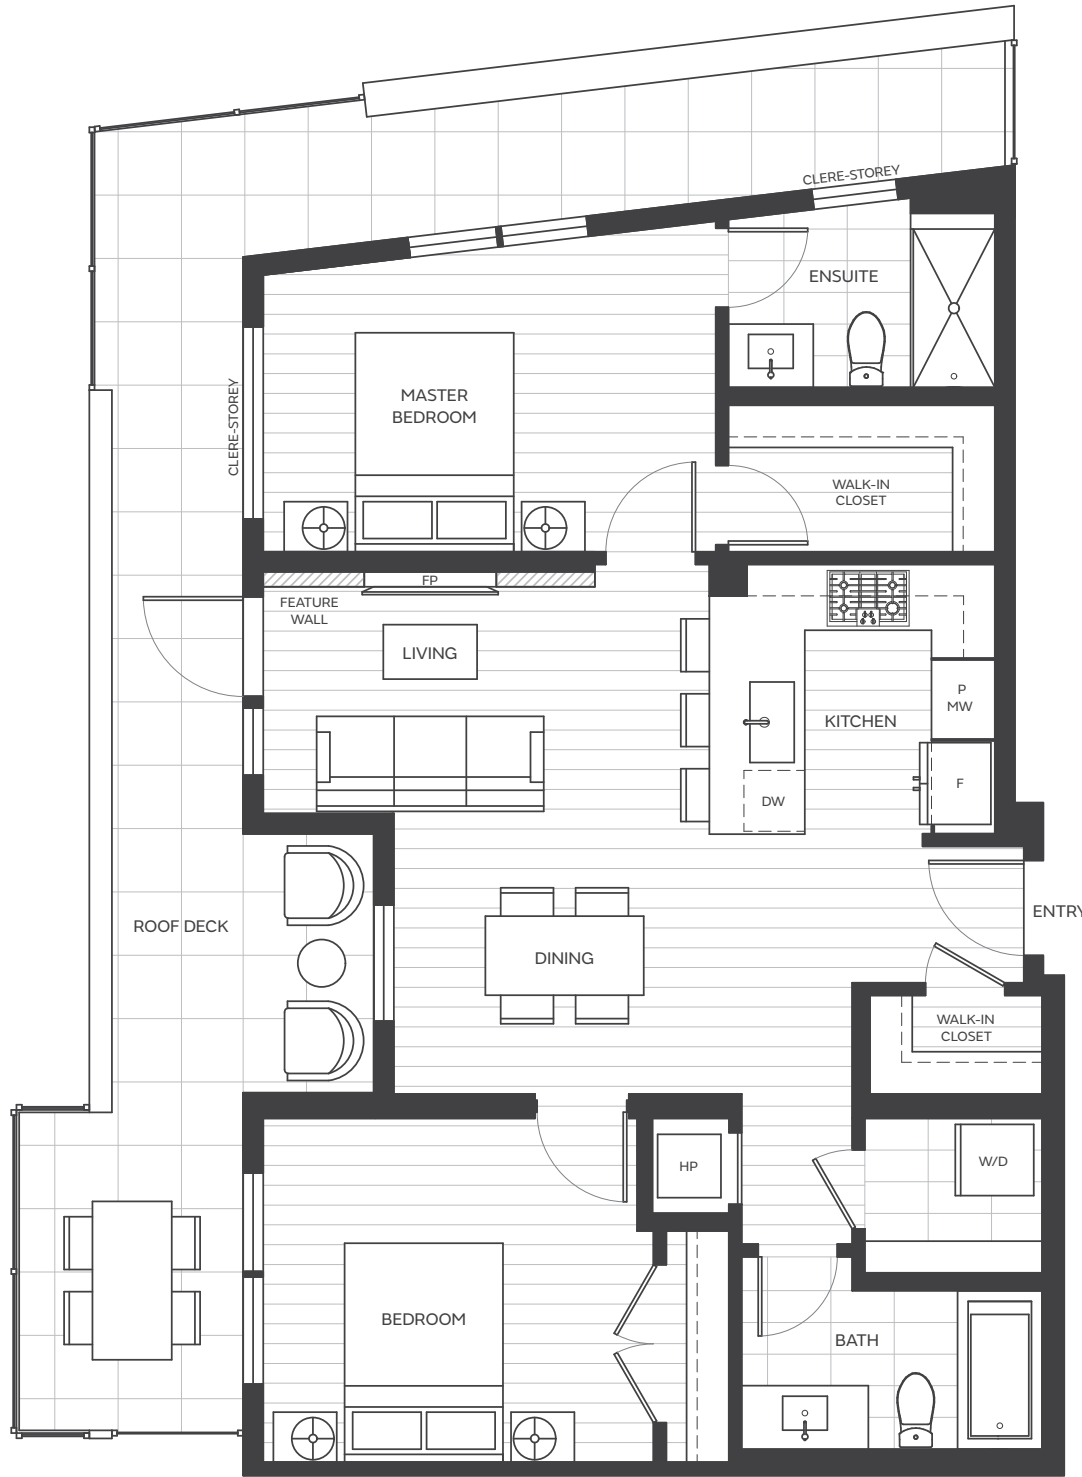 CLERE-STOREY
ENSUITE
CLERE-STOREY
MASTER
BEDROOM
WALK-IN
CLOSET
FP
FEATURE
WALL
LIVING
P
MW
KITCHEN
F
DW
ROOF DECK
ENTRY
DINING
WALK-IN
CLOSET
HP
W/D
BEDROOM
BATH